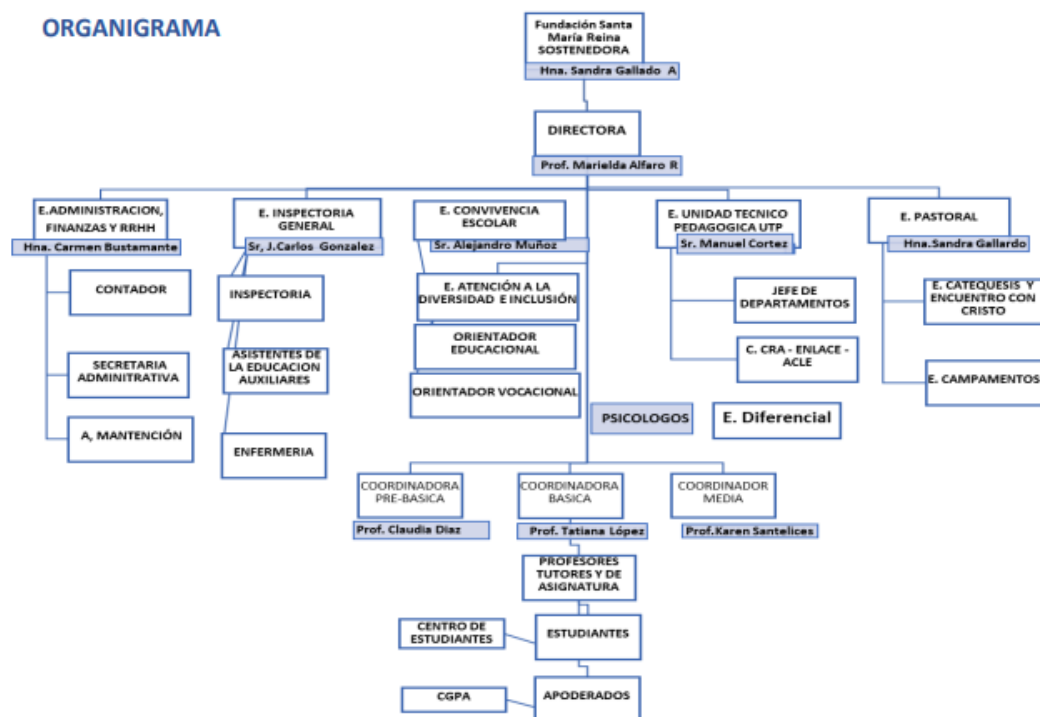 ORGANIGRAMA
Fundación Santa
María Reina
SOSTENEDORA
Hna. Sandra Gallado A
DIRECTORA
Prof. Marielda Alfaro R
E.ADMINISTRACION,
FINANZAS Y RRHH
Hna. Carmen Bustamante
E. INSPECTORIA
GENERAL
Sr, J.Carlos Gonzalez
E. CONVIVENCIA
ESCOLAR
Sr. Alejandro Muñoz
E. UNIDAD TECNICO
PEDAGOGICA UTP
Sr. Manuel Cortez
E. PASTORAL
Hna.Sandra Gallardo
CONTADOR
INSPECTORIA
E. ATENCIÓN A LA
DIVERSIDAD E INCLUSIÓN
JEFE DE
DEPARTAMENTOS
E. CATEQUESIS Y
ENCUENTRO CON
CRISTO
SECRETARIA
ADMINITRATIVA
ASISTENTES DE
LA EDUCACION
AUXILIARES
ORIENTADOR
EDUCACIONAL
C. CRA - ENLACE -
ACLE
ORIENTADOR VOCACIONAL
E. CAMPAMENTOS
A, MANTENCIÓN
ENFERMERIA
PSICOLOGOS
E. Diferencial
COORDINADORA
PRE-BASICA
Prof. Claudia Diaz
COORDINADORA
BASICA
Prof. Tatiana López
COORDINADOR
MEDIA
Prof.Karen Santelices
PROFESORES
TUTORES Y DE
ASIGNATURA
CENTRO DE
ESTUDIANTES
ESTUDIANTES
CGPA
APODERADOS